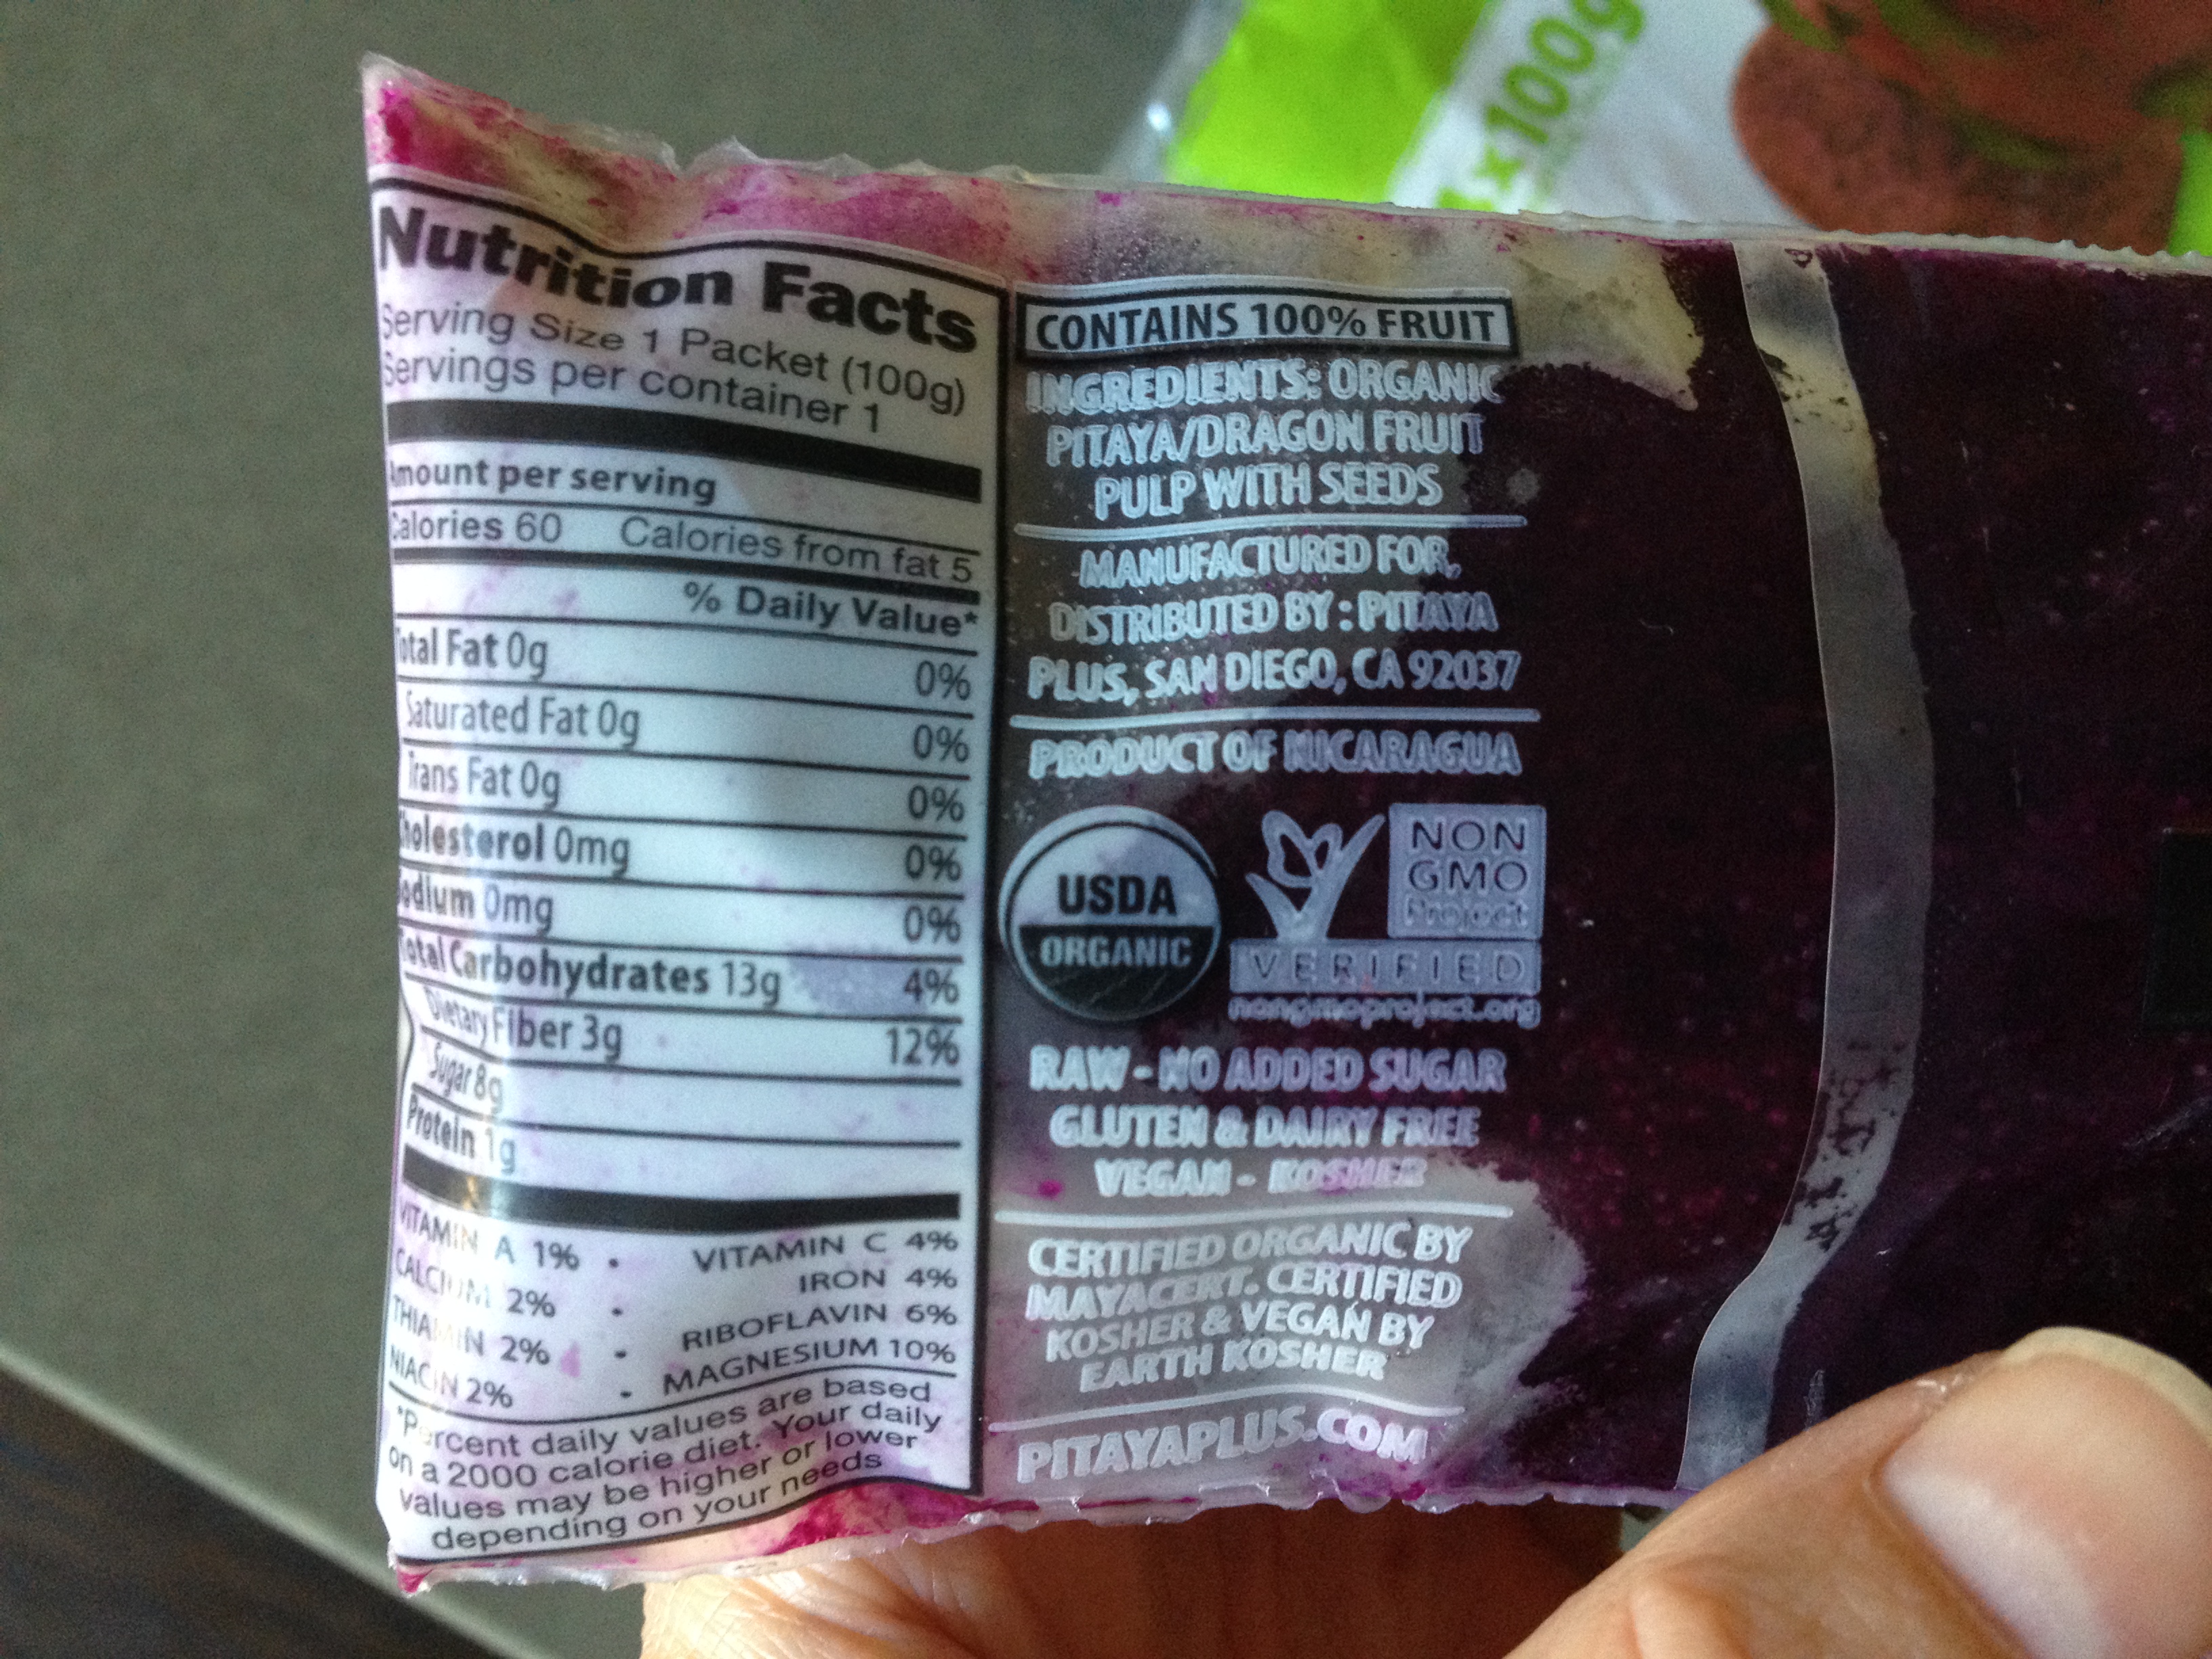 4x100g
Nutrition Facts
Serving Size 1 Packet (100g)
Servings per container 1
Amount per serving
Calories 60 Calories from fat 5
% Daily Value*
Total Fat 0g 0%
Saturated Fat 0g 0%
Trans Fat 0g 0%
Cholesterol 0mg 0%
Sodium 0mg 0%
Total Carbohydrates 13g 4%
Dietary Fiber 3g 12%
Sugar 8g
Protein 1g
VITAMIN A 1% • VITAMIN C 4%
CALCIUM 2% • IRON 4%
THIAMIN 2% • RIBOFLAVIN 6%
NIACIN 2% • MAGNESIUM 10%
*Percent daily values are based
on a 2000 calorie diet. Your daily
values may be higher or lower
depending on your needs
CONTAINS 100% FRUIT
INGREDIENTS: ORGANIC
PITAYA/DRAGON FRUIT
PULP WITH SEEDS
MANUFACTURED FOR,
DISTRIBUTED BY : PITAYA
PLUS, SAN DIEGO, CA 92037
PRODUCT OF NICARAGUA
USDA
ORGANIC
NON
GMO
Project
VERIFIED
nongmoproject.org
RAW - NO ADDED SUGAR
GLUTEN & DAIRY FREE
VEGAN - KOSHER
CERTIFIED ORGANIC BY
MAYACERT. CERTIFIED
KOSHER & VEGAN BY
EARTH KOSHER
PITAYAPLUS.COM